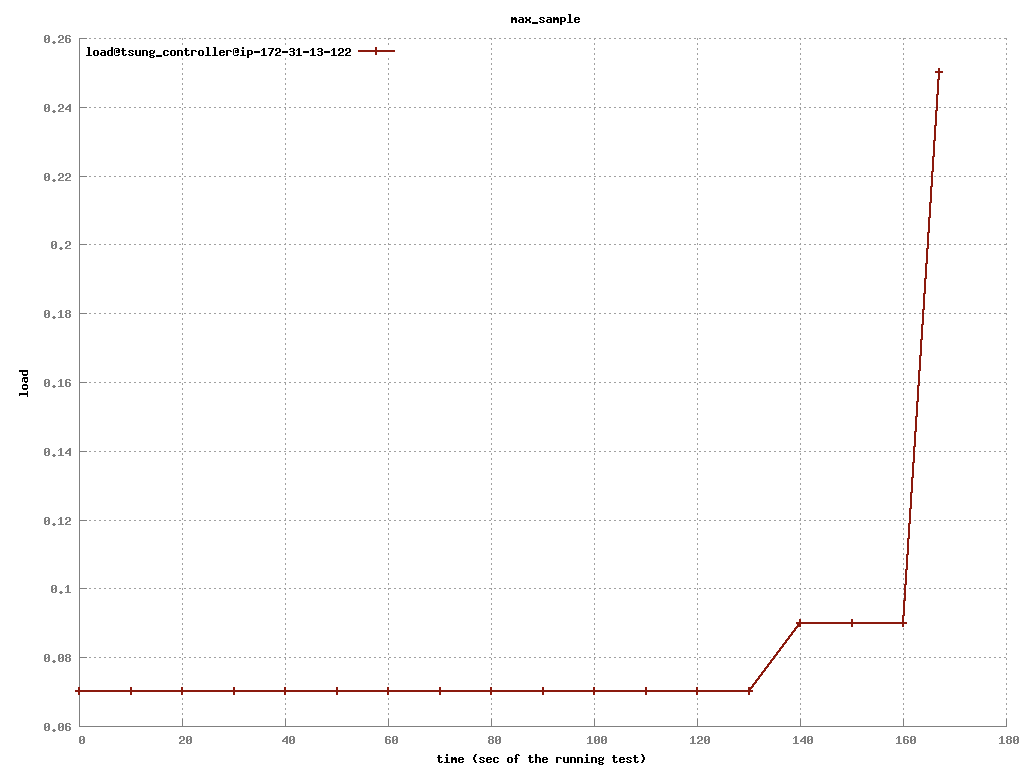 max_sample
load@tsung_controller@ip-172-31-13-122
0.26
0.24
0.22
0.2
0.18
0.16
0.14
0.12
0.1
0.08
0.06
load
0 20 40 60 80 100 120 140 160 180
time (sec of the running test)